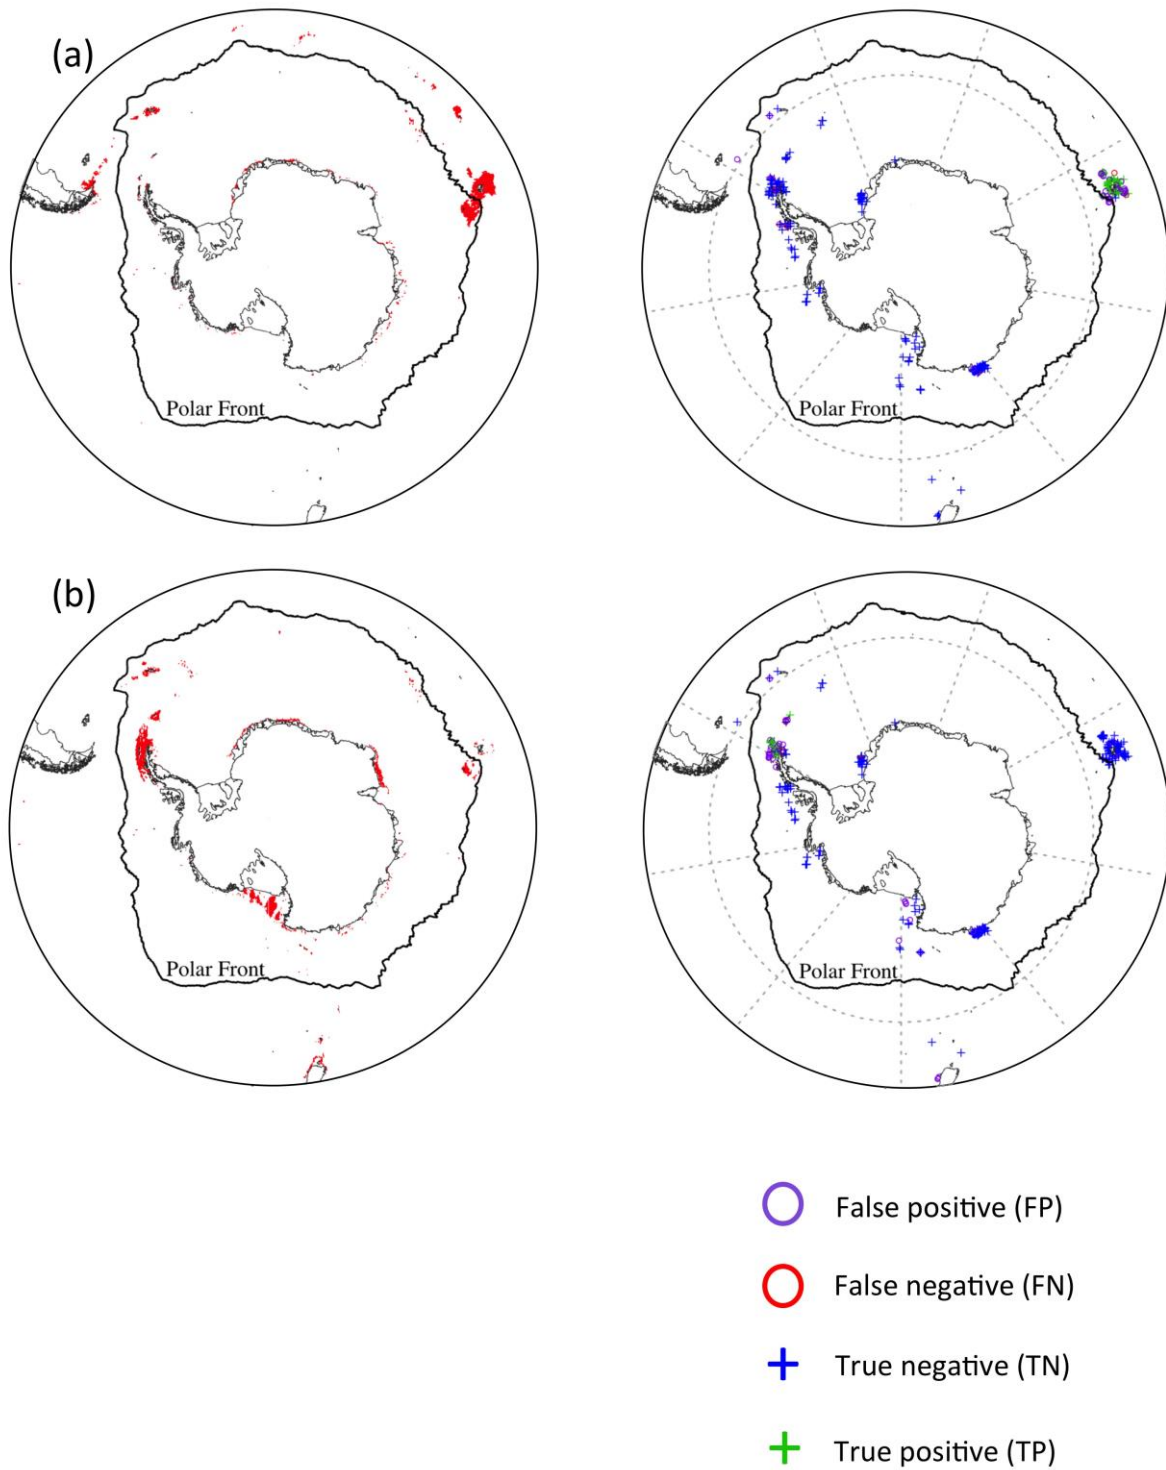 (a)
Polar Front
Polar Front
(b)
Polar Front
Polar Front
False positive (FP)
False negative (FN)
True negative (TN)
True positive (TP)